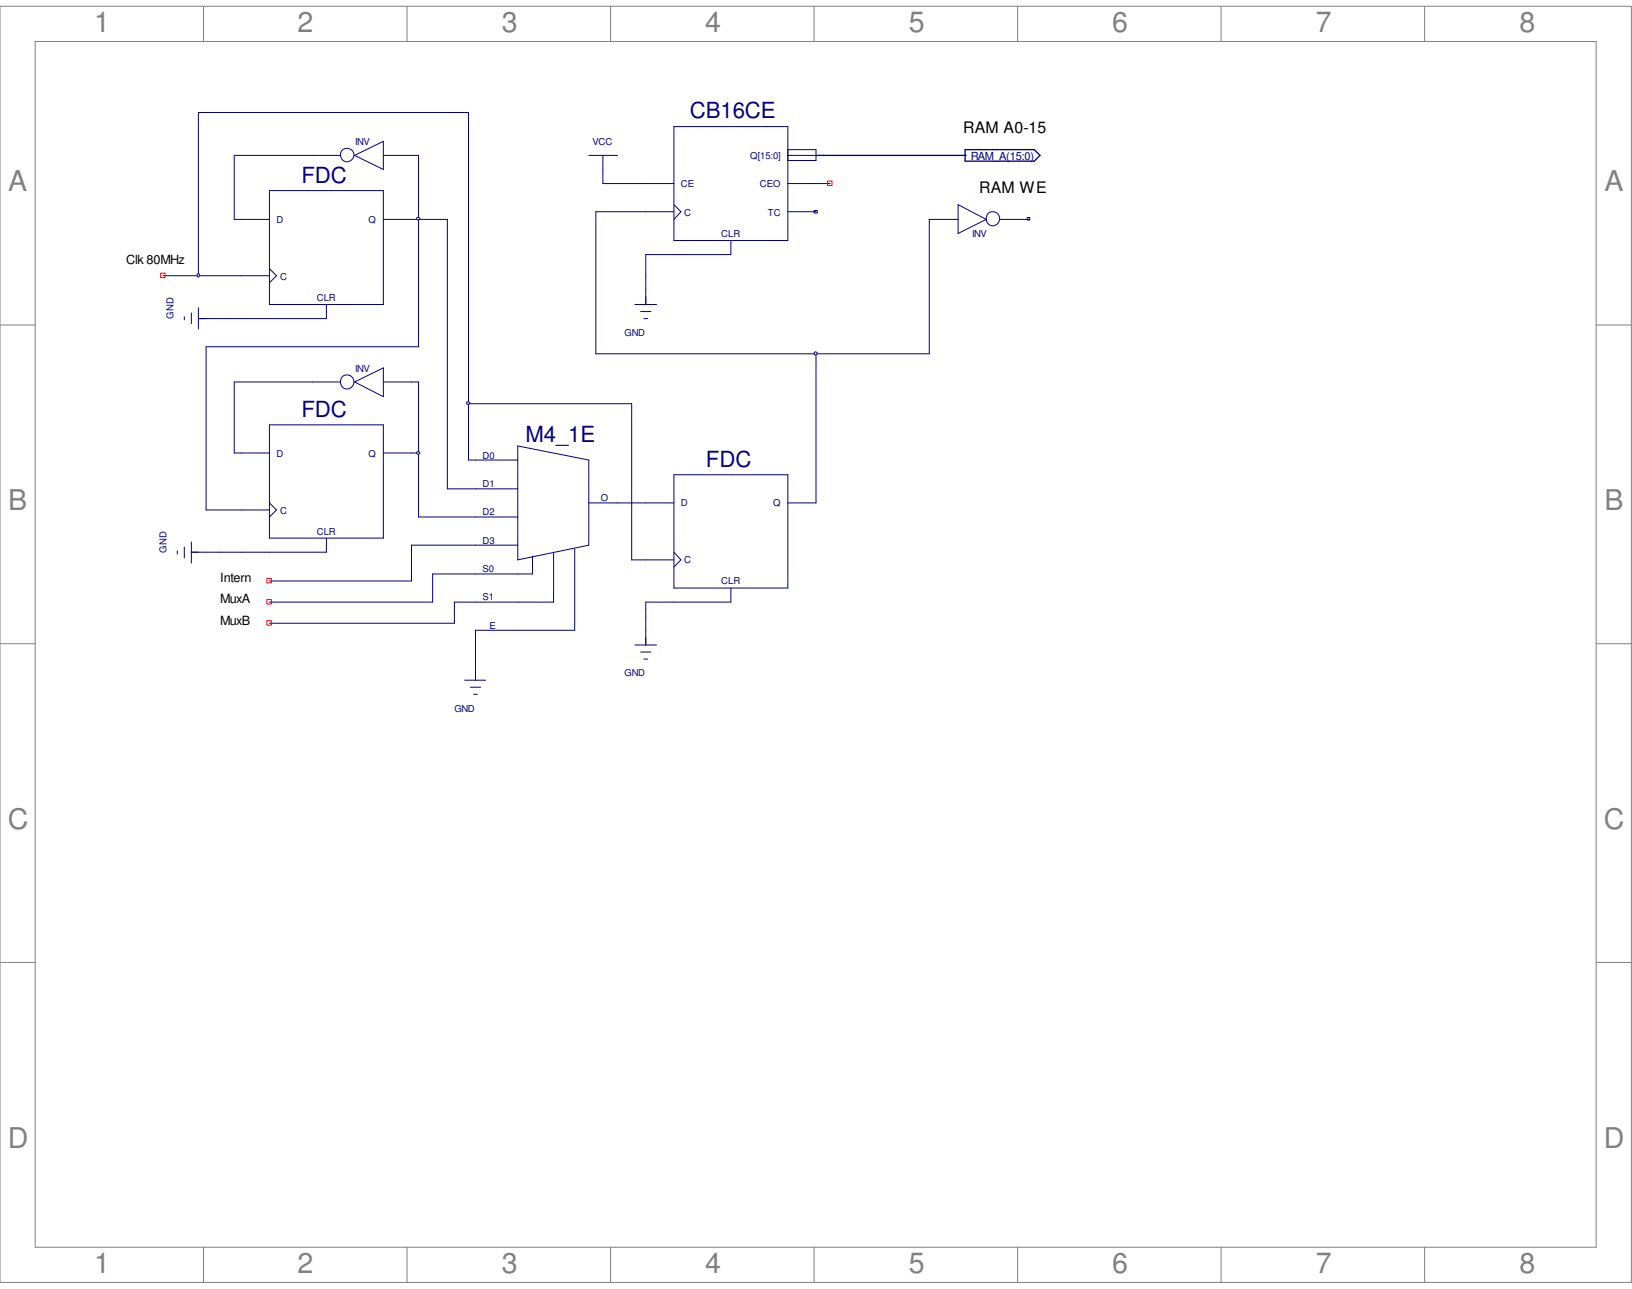 1 2 3 4 5 6 7 8
CB16CE
RAM A0-15
VCC
INV
Q[15:0]
RAM_A(15:0)
FDC
A
CE
CEO
A
RAM WE
C
TC
D
Q
CLR
INV
Clk 80MHz
C
CLR
GND
GND
INV
FDC
M4_1E
D
Q
D0
FDC
D1
O
D
Q
B
B
C
D2
CLR
D3
GND
C
S0
CLR
Intern
MuxA
S1
MuxB
E
GND
GND
C
C
D
D
1 2 3 4 5 6 7 8